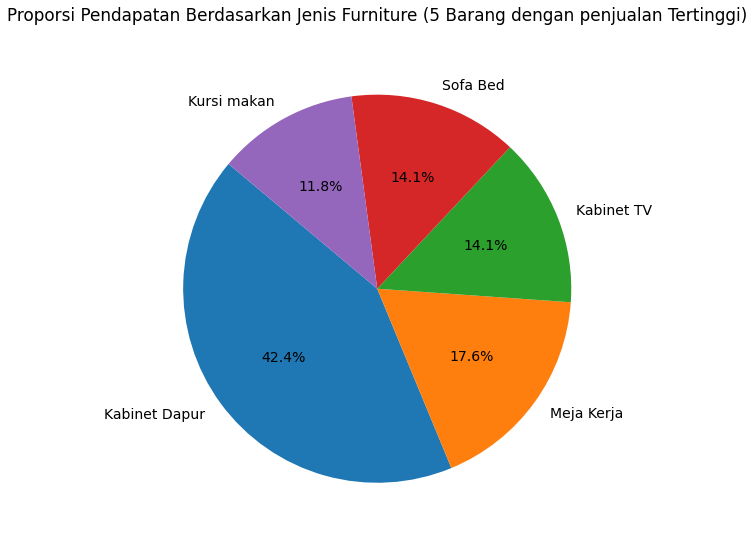 Proporsi Pendapatan Berdasarkan Jenis Furniture (5 Barang dengan penjualan Tertinggi)
Sofa Bed
Kursi makan
14.1%
11.8%
Kabinet TV
14.1%
17.6%
42.4%
Meja Kerja
Kabinet Dapur